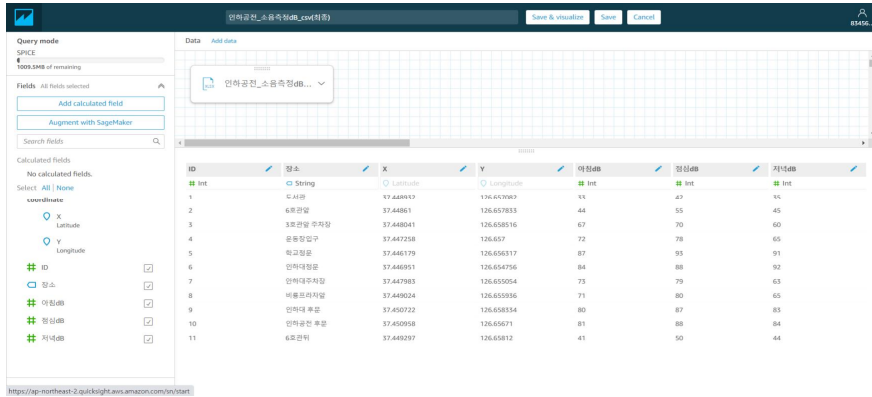 인하공전_소음측정dB_csv(최종)
Save & visualize
Save
Cancel
83456...
Query mode
SPICE
1009.5MB of remaining
Fields All fields selected
Add calculated field
Augment with SageMaker
Search fields
Calculated fields
No calculated fields.
Select All | None
coordinate
X
Latitude
Y
Longitude
ID
장소
아침dB
점심dB
저녁dB
Data Add data
인하공전_소음측정dB...
ID 장소 X Y 아침dB 점심dB 저녁dB
Int String Latitude Longitude Int Int Int
1 도서관 37.448932 126.657082 33 42 35
2 6호관앞 37.44861 126.657833 44 55 45
3 3호관앞 주차장 37.448041 126.658516 67 70 60
4 운동장입구 37.447258 126.657 72 78 65
5 학교정문 37.446179 126.656317 87 93 91
6 인하대정문 37.446951 126.654756 84 88 92
7 인하대주차장 37.447983 126.655054 73 79 63
8 비룡프라자앞 37.449024 126.655936 71 80 65
9 인하대 후문 37.450722 126.658334 80 87 83
10 인하공전 후문 37.450958 126.65671 81 88 84
11 6호관뒤 37.449297 126.65812 41 50 44
https://ap-northeast-2.quicksight.aws.amazon.com/sn/start